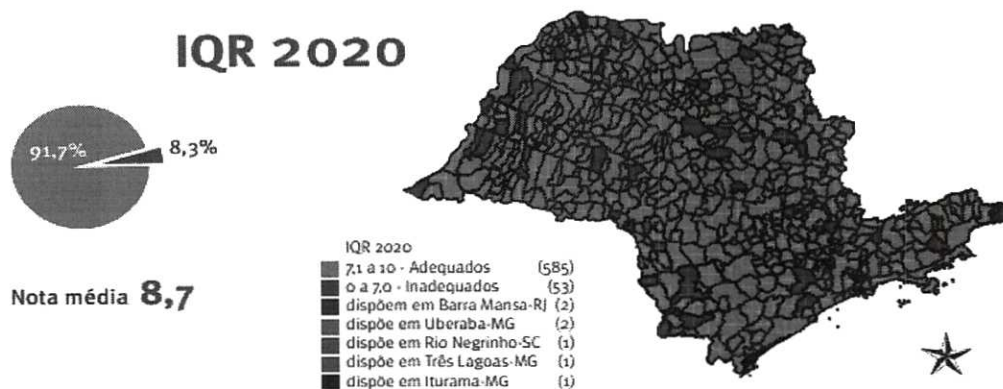 IQR 2020
91,7%
8,3%
Nota média 8,7
IQR 2020
7,1 a 10 - Adequados (585)
0 a 7,0 - Inadequados (53)
dispõem em Barra Mansa-RJ (2)
dispõe em Uberaba-MG (2)
dispõe em Rio Negrinho-SC (1)
dispõe em Três Lagoas-MG (1)
dispõe em Iturama-MG (1)